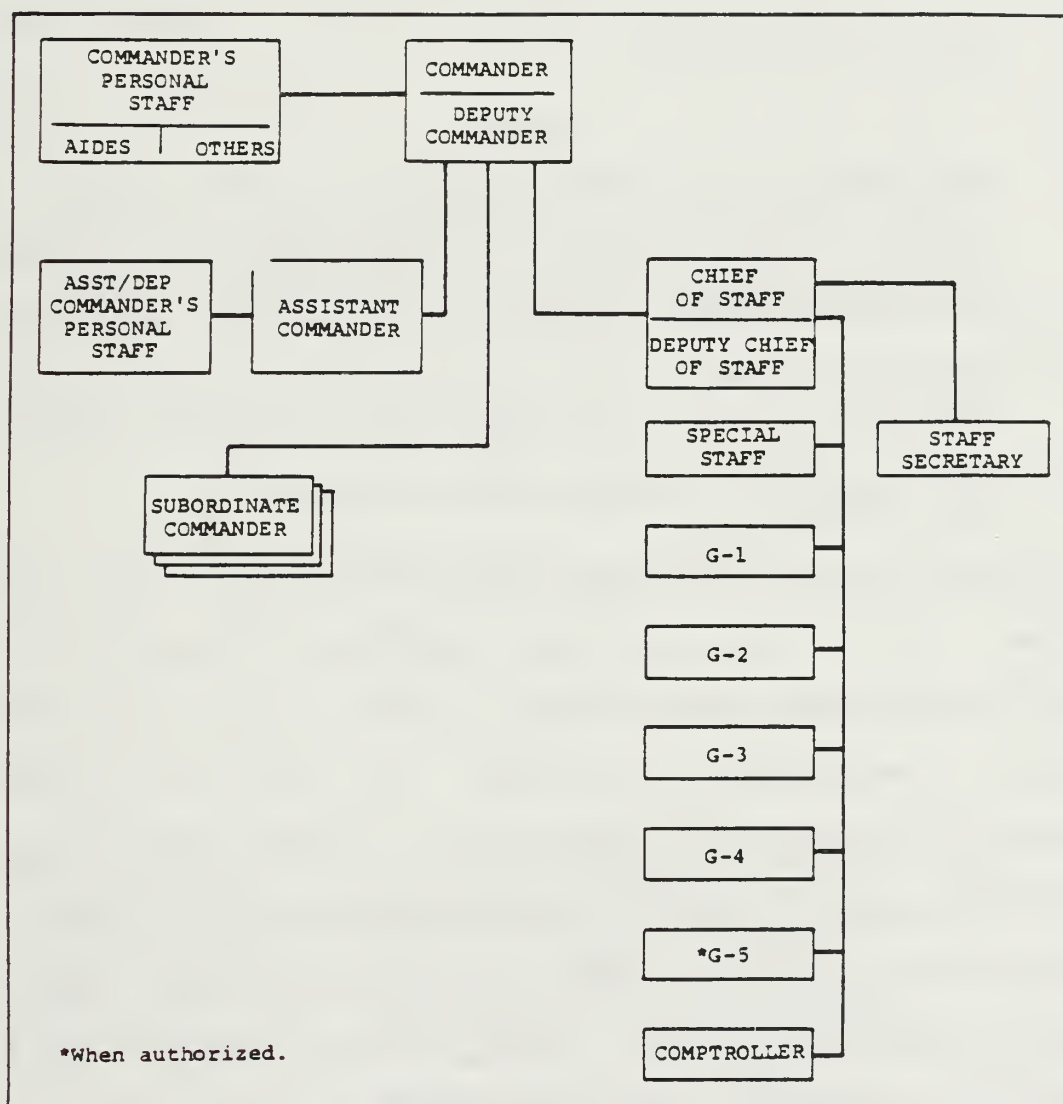 COMMANDER'S
PERSONAL
STAFF
AIDES OTHERS
COMMANDER
DEPUTY
COMMANDER
ASST/DEP
COMMANDER'S
PERSONAL
STAFF
ASSISTANT
COMMANDER
CHIEF
OF STAFF
DEPUTY CHIEF
OF STAFF
SUBORDINATE
COMMANDER
SPECIAL
STAFF
STAFF
SECRETARY
G-1
G-2
G-3
G-4
*G-5
COMPTROLLER
*When authorized.